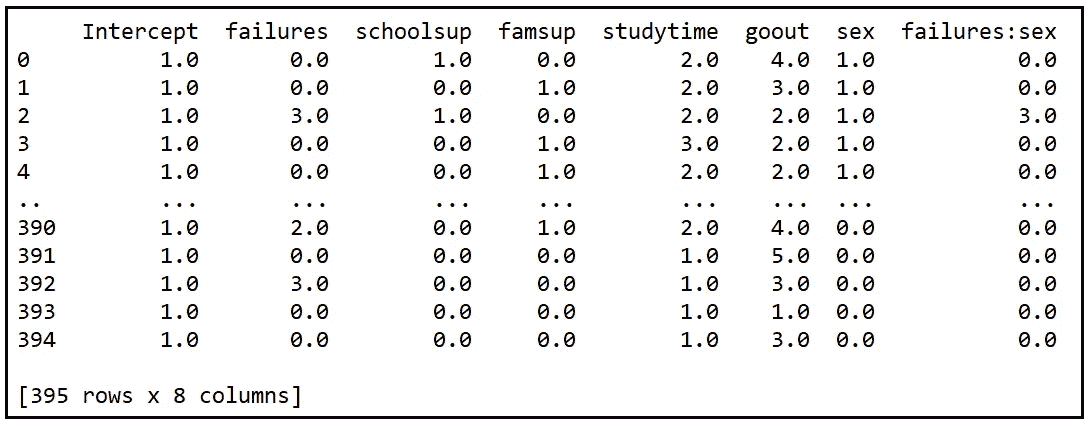 Intercept failures schoolsup famsup studytime goout sex failures:sex
0 1.0 0.0 1.0 0.0 2.0 4.0 1.0 0.0
1 1.0 0.0 0.0 1.0 2.0 3.0 1.0 0.0
2 1.0 3.0 1.0 0.0 2.0 2.0 1.0 3.0
3 1.0 0.0 0.0 1.0 3.0 2.0 1.0 0.0
4 1.0 0.0 0.0 1.0 2.0 2.0 1.0 0.0
.. ... ... ... ... ... ... ... ...
390 1.0 2.0 0.0 1.0 2.0 4.0 0.0 0.0
391 1.0 0.0 0.0 0.0 1.0 5.0 0.0 0.0
392 1.0 3.0 0.0 0.0 1.0 3.0 0.0 0.0
393 1.0 0.0 0.0 0.0 1.0 1.0 0.0 0.0
394 1.0 0.0 0.0 0.0 1.0 3.0 0.0 0.0
[395 rows x 8 columns]